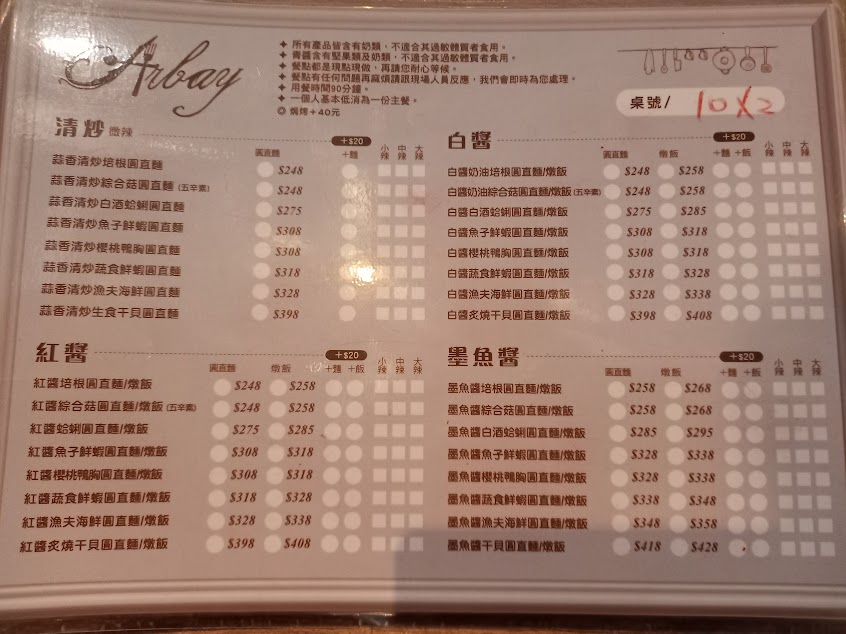 Arbay
✦ 所有產品皆含有奶類，不適合其過敏體質者食用。
✦ 青醬含有堅果類及奶類，不適合其過敏體質者食用。
✦ 餐點都是現點現做，再請您耐心等候。
✦ 餐點有任何問題再麻煩請跟現場人員反應，我們會即時為您處理。
✦ 用餐時間90分鐘。
✦ 一個人基本低消為一份主餐。
◎ 焗烤+40元
桌號/ 10X2
清炒 微辣
+$20
圓直麵 +麵 小辣 中辣 大辣
蒜香清炒培根圓直麵 $248
蒜香清炒綜合菇圓直麵(五辛素) $248
蒜香清炒白酒蛤蜊圓直麵 $275
蒜香清炒魚子鮮蝦圓直麵 $308
蒜香清炒櫻桃鴨胸圓直麵 $308
蒜香清炒蔬食鮮蝦圓直麵 $318
蒜香清炒漁夫海鮮圓直麵 $328
蒜香清炒生食干貝圓直麵 $398
白醬
+$20
圓直麵 燉飯 +麵 +飯 小辣 中辣 大辣
白醬奶油培根圓直麵/燉飯 $248 $258
白醬奶油綜合菇圓直麵/燉飯(五辛素) $248 $258
白醬白酒蛤蜊圓直麵/燉飯 $275 $285
白醬魚子鮮蝦圓直麵/燉飯 $308 $318
白醬櫻桃鴨胸圓直麵/燉飯 $308 $318
白醬蔬食鮮蝦圓直麵/燉飯 $318 $328
白醬漁夫海鮮圓直麵/燉飯 $328 $338
白醬炙燒干貝圓直麵/燉飯 $398 $408
紅醬
+$20
圓直麵 燉飯 +麵 +飯 小辣 中辣 大辣
紅醬培根圓直麵/燉飯 $248 $258
紅醬綜合菇圓直麵/燉飯(五辛素) $248 $258
紅醬蛤蜊圓直麵/燉飯 $275 $285
紅醬魚子鮮蝦圓直麵/燉飯 $308 $318
紅醬櫻桃鴨胸圓直麵/燉飯 $308 $318
紅醬蔬食鮮蝦圓直麵/燉飯 $318 $328
紅醬漁夫海鮮圓直麵/燉飯 $328 $338
紅醬炙燒干貝圓直麵/燉飯 $398 $408
墨魚醬
+$20
圓直麵 燉飯 +麵 +飯 小辣 中辣 大辣
墨魚醬培根圓直麵/燉飯 $258 $268
墨魚醬綜合菇圓直麵/燉飯 $258 $268
墨魚醬白酒蛤蜊圓直麵/燉飯 $285 $295
墨魚醬魚子鮮蝦圓直麵/燉飯 $328 $338
墨魚醬櫻桃鴨胸圓直麵/燉飯 $328 $338
墨魚醬蔬食鮮蝦圓直麵/燉飯 $338 $348
墨魚醬漁夫海鮮圓直麵/燉飯 $348 $358
墨魚醬干貝圓直麵/燉飯 $418 $428